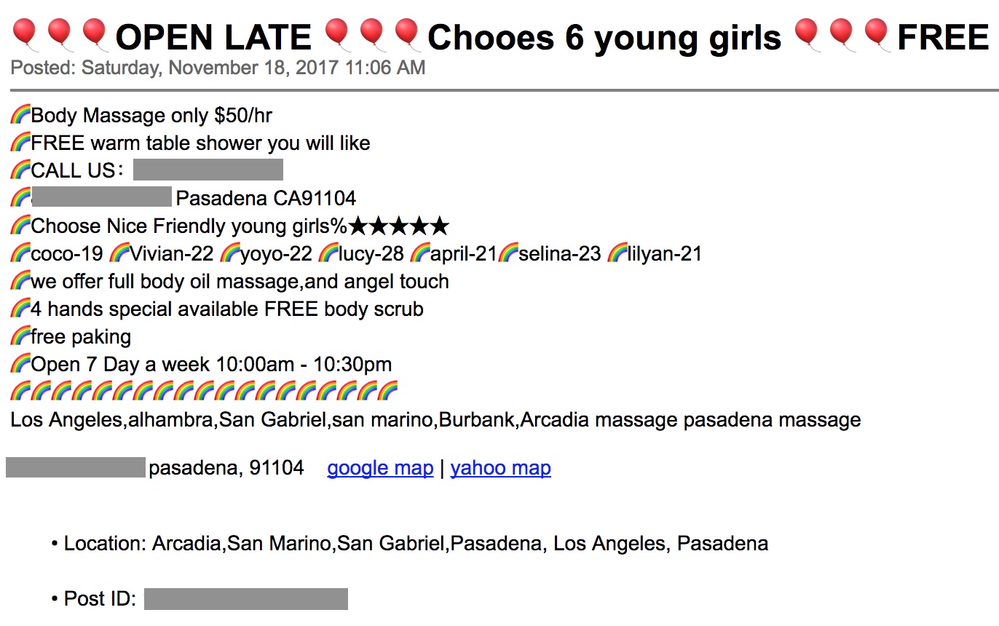 🎈🎈🎈OPEN LATE 🎈🎈🎈Chooes 6 young girls 🎈🎈🎈FREE
Posted: Saturday, November 18, 2017 11:06 AM
🌈Body Massage only $50/hr
🌈FREE warm table shower you will like
🌈CALL US：
🌈 Pasadena CA91104
🌈Choose Nice Friendly young girls%★★★★★
🌈coco-19 🌈Vivian-22 🌈yoyo-22 🌈lucy-28 🌈april-21🌈selina-23 🌈lilyan-21
🌈we offer full body oil massage,and angel touch
🌈4 hands special available FREE body scrub
🌈free paking
🌈Open 7 Day a week 10:00am - 10:30pm
🌈🌈🌈🌈🌈🌈🌈🌈🌈🌈🌈🌈🌈🌈🌈🌈🌈🌈🌈
Los Angeles,alhambra,San Gabriel,san marino,Burbank,Arcadia massage pasadena massage
pasadena, 91104 google map | yahoo map
• Location: Arcadia,San Marino,San Gabriel,Pasadena, Los Angeles, Pasadena
• Post ID: